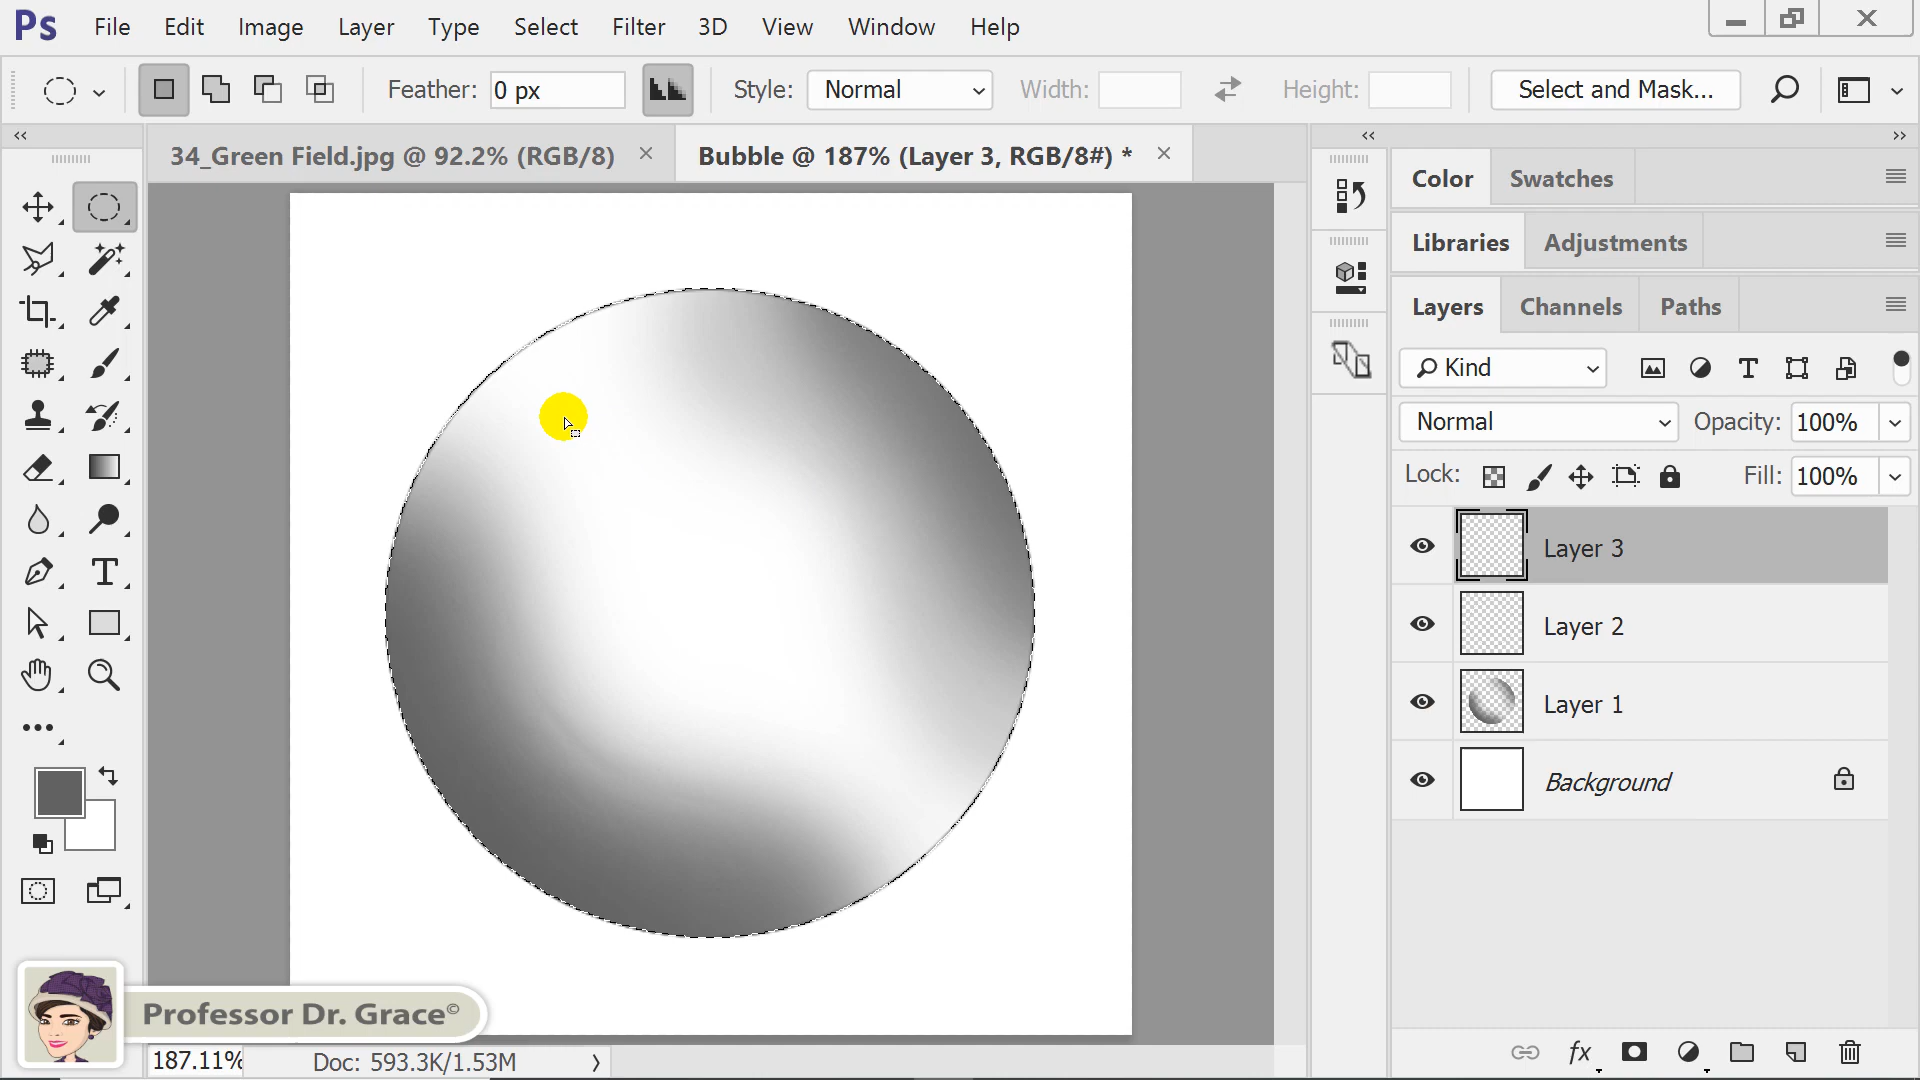 Ps File Edit Image Layer Type Select Filter 3D View Window Help
Feather: 0 px Style: Normal Width: Height: Select and Mask...
34_Green Field.jpg @ 92.2% (RGB/8) × Bubble @ 187% (Layer 3, RGB/8#) * ×
Color Swatches
Libraries Adjustments
Layers Channels Paths
Kind
Normal Opacity: 100%
Lock: Fill: 100%
Layer 3
Layer 2
Layer 1
Background
Professor Dr. Grace©
187.11% Doc: 593.3K/1.53M
fx